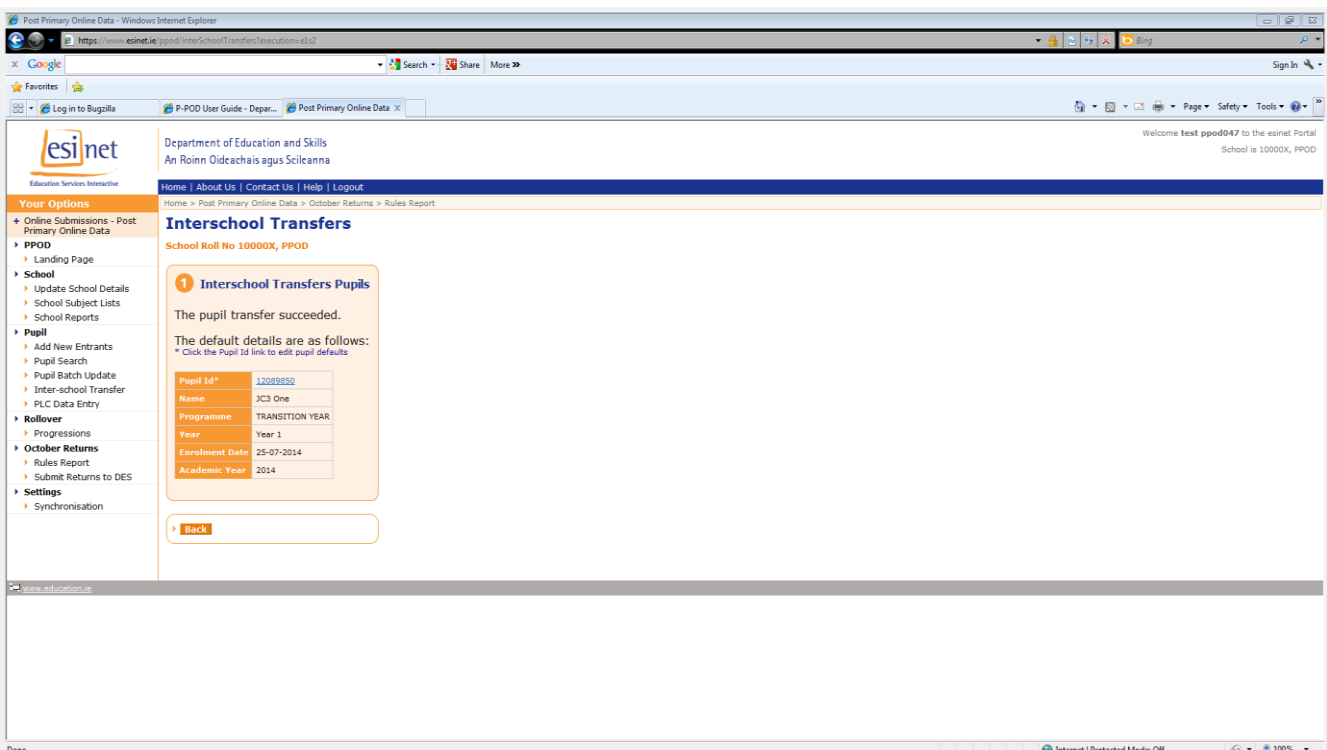 Post Primary Online Data - Windows Internet Explorer
https://www.esinet.ie/ppod/interSchoolTransfers?execution=e1s2
Bing
x Google Search Share More »
Sign In
Favorites
Log in to Bugzilla P-POD User Guide - Depar... Post Primary Online Data X
Page Safety Tools »
esi net
Education Services Interactive
Department of Education and Skills
An Roinn Oideachais agus Scileanna
Welcome test ppod047 to the esinet Portal
School is 10000X, PPOD
Home | About Us | Contact Us | Help | Logout
Your Options
Home > Post Primary Online Data > October Returns > Rules Report
+ Online Submissions - Post
Primary Online Data
PPOD
Landing Page
School
Update School Details
School Subject Lists
School Reports
Pupil
Add New Entrants
Pupil Search
Pupil Batch Update
Inter-school Transfer
PLC Data Entry
Rollover
Progressions
October Returns
Rules Report
Submit Returns to DES
Settings
Synchronisation
Interschool Transfers
School Roll No 10000X, PPOD
1 Interschool Transfers Pupils
The pupil transfer succeeded.
The default details are as follows:
* Click the Pupil Id link to edit pupil defaults
Pupil Id* 12089850
Name JC3 One
Programme TRANSITION YEAR
Year Year 1
Enrolment Date 25-07-2014
Academic Year 2014
Back
www.education.ie
Done
Internet | Protected Mode: Off
100%